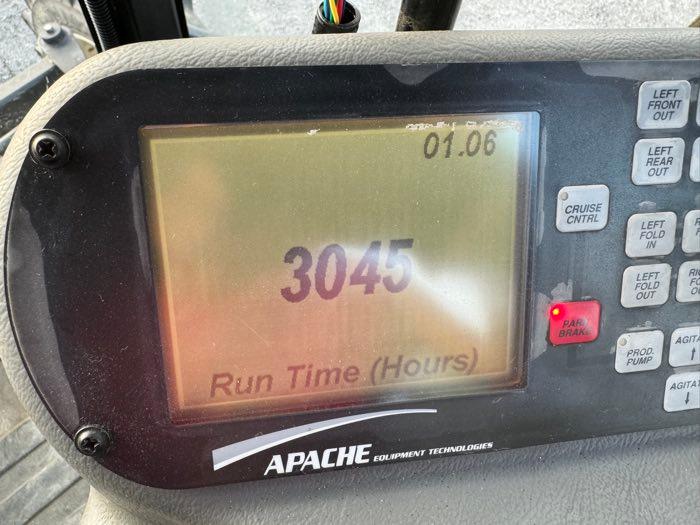 01.06
3045
Run Time (Hours)
APACHE EQUIPMENT TECHNOLOGIES
LEFT
FRONT
OUT
LEFT
REAR
OUT
CRUISE
CNTRL
LEFT
FOLD
IN
LEFT
FOLD
OUT
PARK
BRAKE
PROD.
PUMP